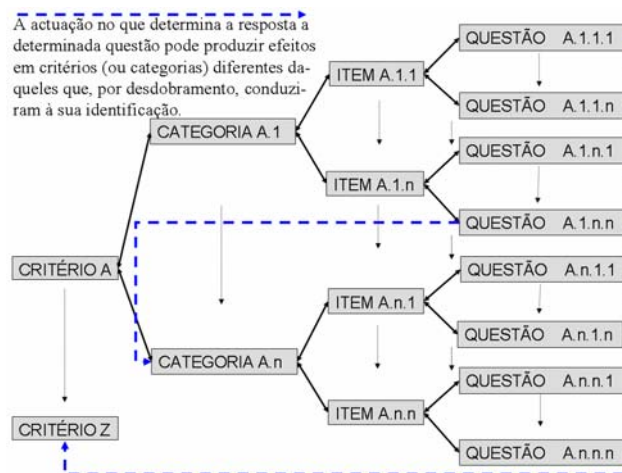 A actuação no que determina a resposta a
determinada questão pode produzir efeitos
em critérios (ou categorias) diferentes da-
queles que, por desdobramento, conduzi-
ram à sua identificação.
CRITÉRIO A
CRITÉRIO Z
CATEGORIA A.1
CATEGORIA A.n
ITEM A.1.1
ITEM A.1.n
ITEM A.n.1
ITEM A.n.n
QUESTÃO A.1.1.1
QUESTÃO A.1.1.n
QUESTÃO A.1.n.1
QUESTÃO A.1.n.n
QUESTÃO A.n.1.1
QUESTÃO A.n.1.n
QUESTÃO A.n.n.1
QUESTÃO A.n.n.n